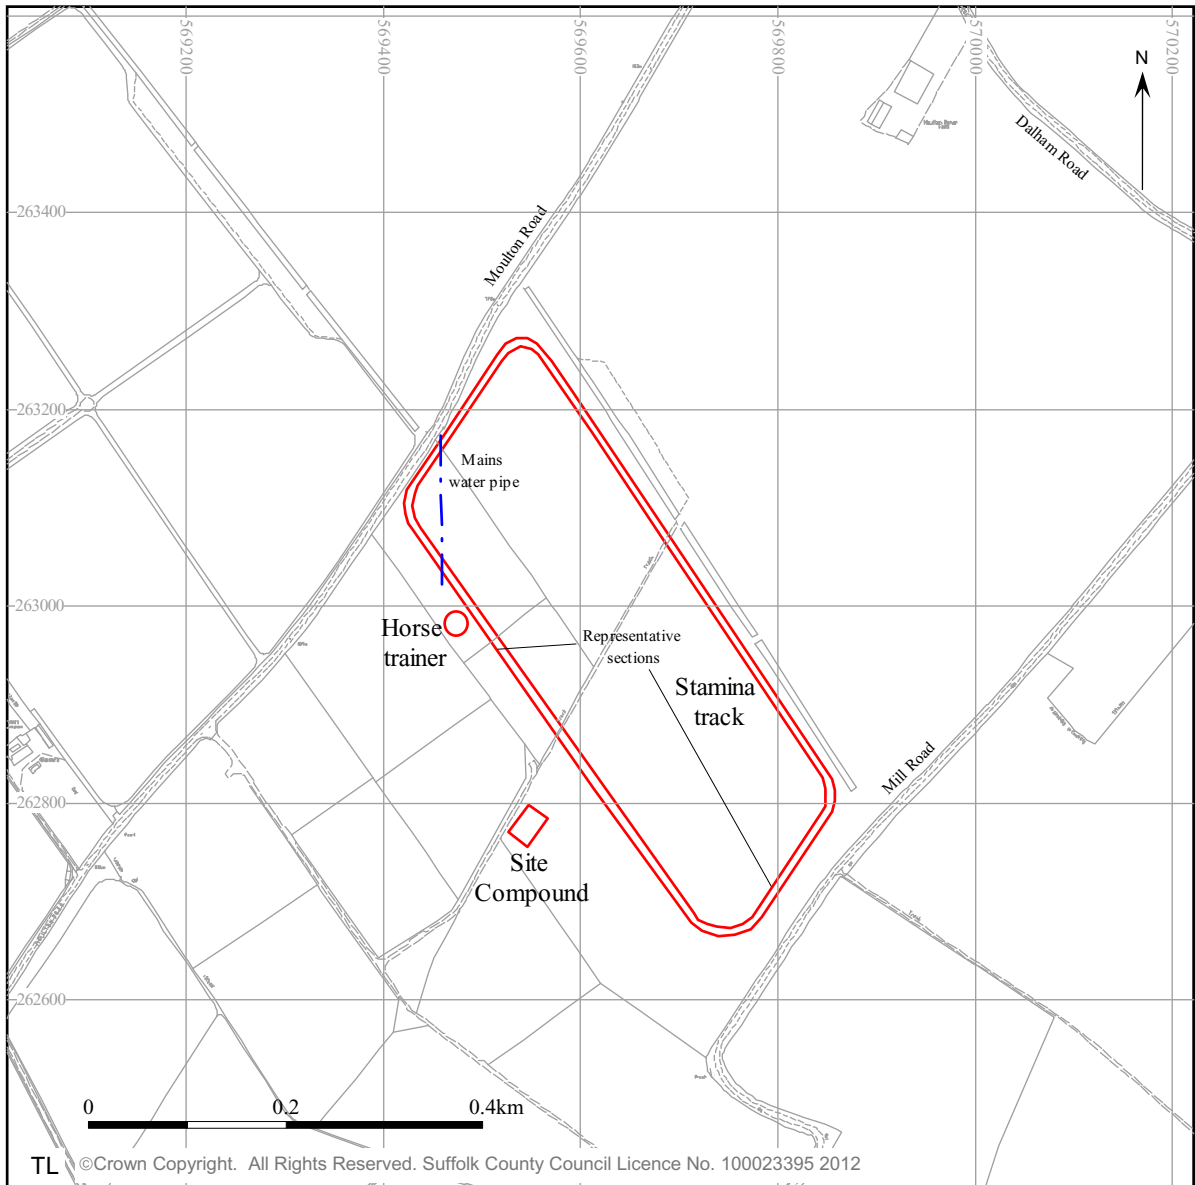 569200
569400
569600
569800
570000
570200
N
Dalham Road
263400
Moulton Road
263200
Mains
water pipe
263000
Horse
trainer
Representative
sections
Stamina
track
Mill Road
262800
Site
Compound
262600
0 0.2 0.4km
TL ©Crown Copyright. All Rights Reserved. Suffolk County Council Licence No. 100023395 2012